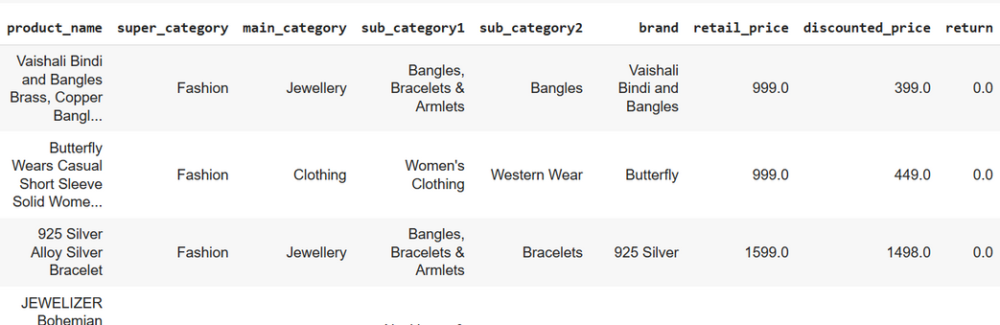 product_name super_category main_category sub_category1 sub_category2 brand retail_price discounted_price return
Vaishali Bindi
and Bangles
Brass, Copper
Bangl...
Fashion
Jewellery
Bangles,
Bracelets &
Armlets
Bangles
Vaishali
Bindi and
Bangles
999.0
399.0
0.0
Butterfly
Wears Casual
Short Sleeve
Solid Wome...
Fashion
Clothing
Women's
Clothing
Western Wear
Butterfly
999.0
449.0
0.0
925 Silver
Alloy Silver
Bracelet
Fashion
Jewellery
Bangles,
Bracelets &
Armlets
Bracelets
925 Silver
1599.0
1498.0
0.0
JEWELIZER
Bohemian